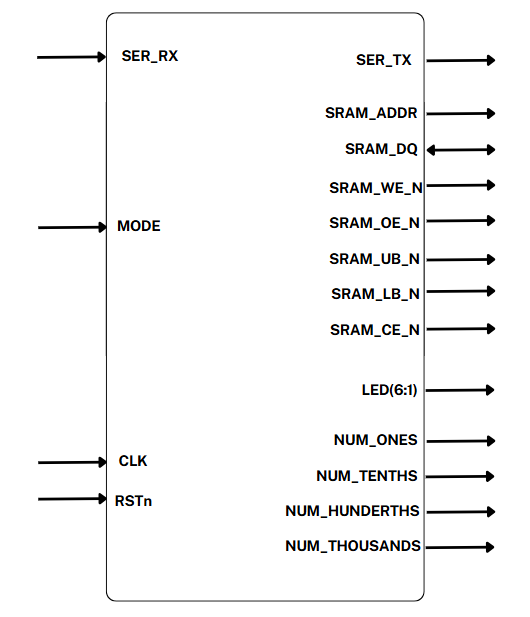 SER_RX
SER_TX
SRAM_ADDR
SRAM_DQ
SRAM_WE_N
MODE
SRAM_OE_N
SRAM_UB_N
SRAM_LB_N
SRAM_CE_N
LED(6:1)
NUM_ONES
CLK
NUM_TENTHS
RSTn
NUM_HUNDERTHS
NUM_THOUSANDS